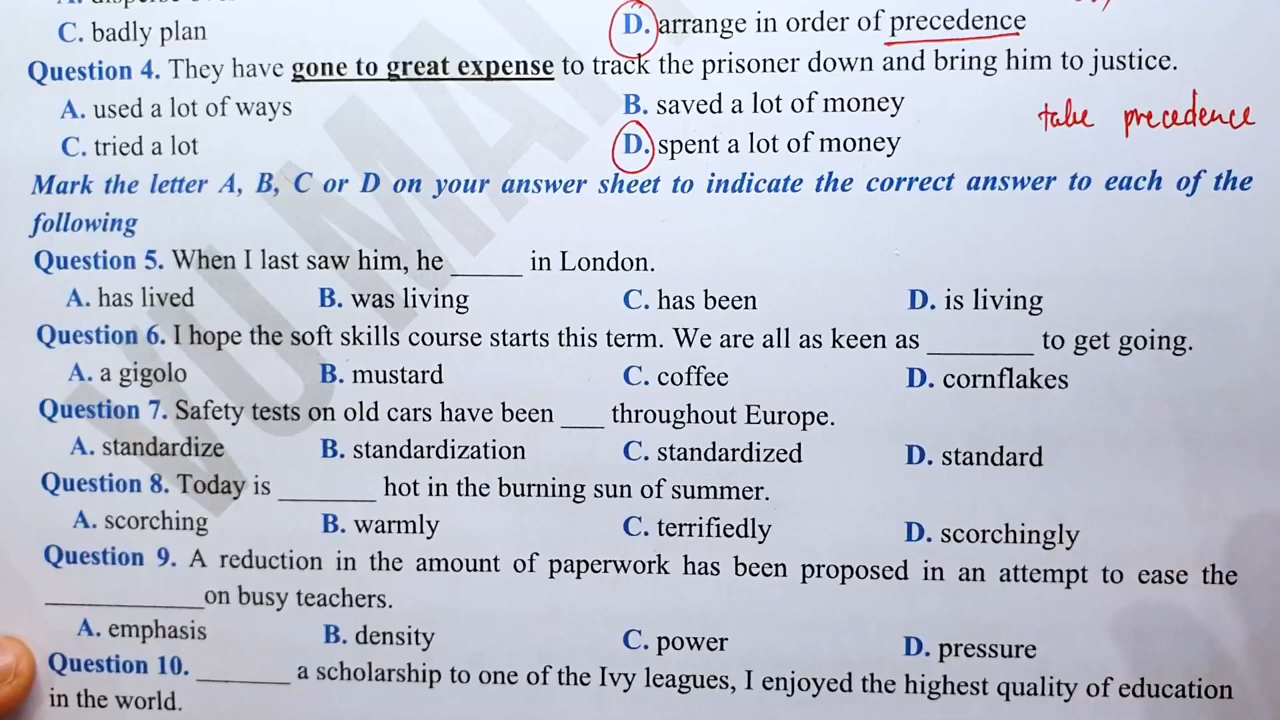 C. badly plan D. arrange in order of precedence
Question 4. They have gone to great expense to track the prisoner down and bring him to justice.
A. used a lot of ways B. saved a lot of money
take precedence
C. tried a lot D. spent a lot of money
Mark the letter A, B, C or D on your answer sheet to indicate the correct answer to each of the
following
Question 5. When I last saw him, he _____ in London.
A. has lived B. was living C. has been D. is living
Question 6. I hope the soft skills course starts this term. We are all as keen as ________ to get going.
A. a gigolo B. mustard C. coffee D. cornflakes
Question 7. Safety tests on old cars have been ___ throughout Europe.
A. standardize B. standardization C. standardized D. standard
Question 8. Today is _______ hot in the burning sun of summer.
A. scorching B. warmly C. terrifiedly D. scorchingly
Question 9. A reduction in the amount of paperwork has been proposed in an attempt to ease the
____________on busy teachers.
A. emphasis B. density C. power D. pressure
Question 10. _______ a scholarship to one of the Ivy leagues, I enjoyed the highest quality of education
in the world.